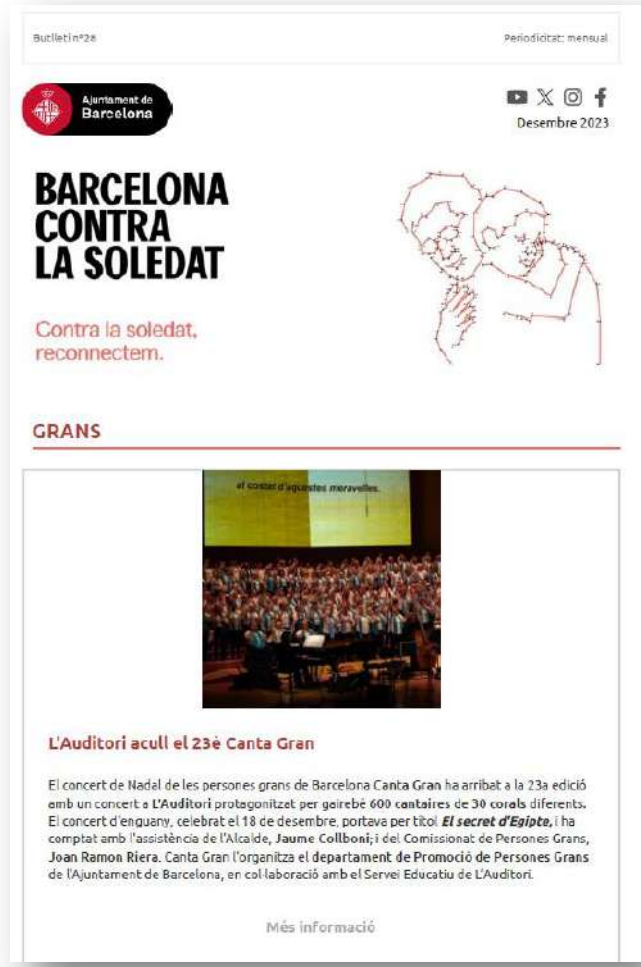 Butlletí nº28
Periodicitat: mensual
Ajuntament de
Barcelona
Desembre 2023
BARCELONA
CONTRA
LA SOLEDAT
Contra la soledat,
reconnectem.
GRANS
al costat d'aquestes meravelles.
L'Auditori acull el 23è Canta Gran
El concert de Nadal de les persones grans de Barcelona Canta Gran ha arribat a la 23a edició
amb un concert a L'Auditori protagonitzat per gairebé 600 cantaires de 30 corals diferents.
El concert d'enguany, celebrat el 18 de desembre, portava per títol El secret d'Egipte, i ha
comptat amb l'assistència de l'Alcalde, Jaume Collboni; i del Comissionat de Persones Grans,
Joan Ramon Riera. Canta Gran l'organitza el departament de Promoció de Persones Grans
de l'Ajuntament de Barcelona, en col·laboració amb el Servei Educatiu de L'Auditori.
Més informació